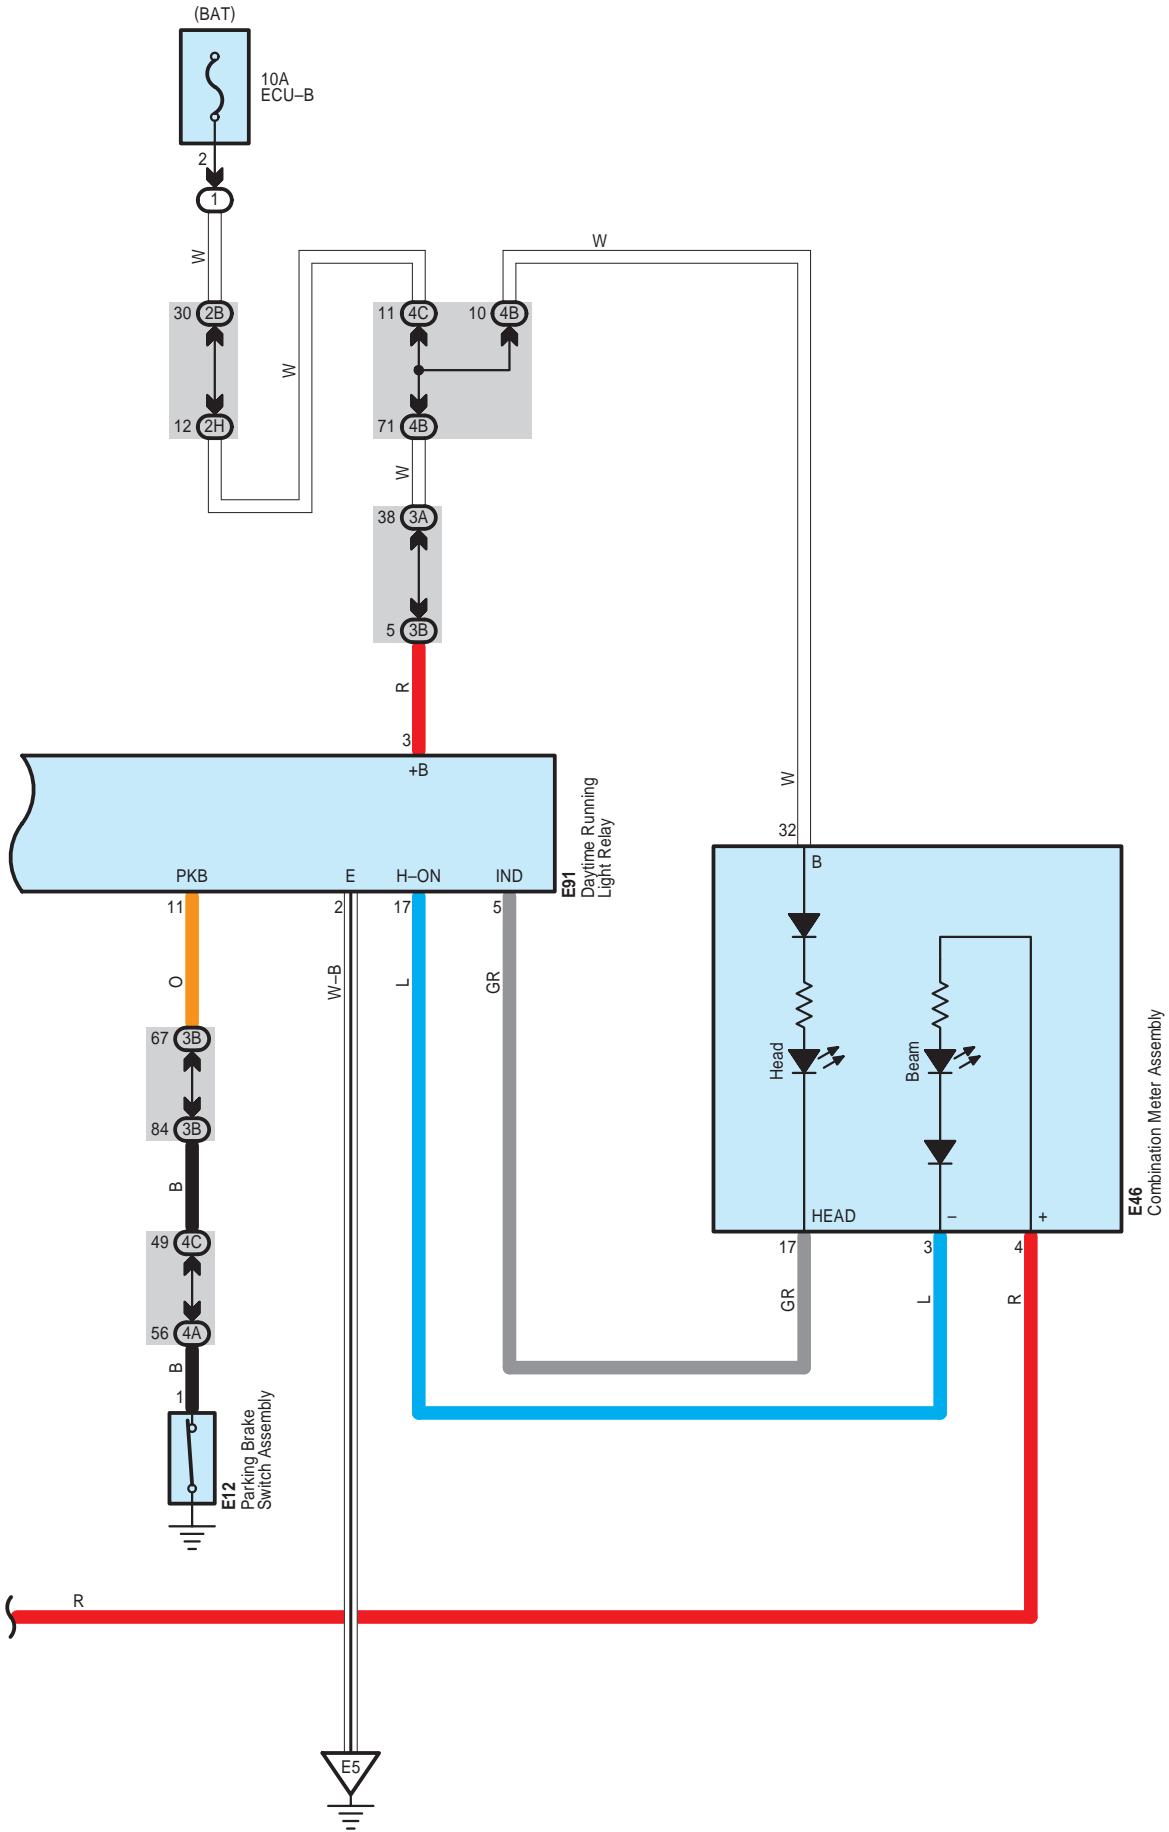 (BAT)
10A
ECU–B
2
1
W
W
30 2B
11 4C
10 4B
W
12 2H
71 4B
W
38 3A
5 3B
R
3
+B
W
32
B
PKB
E
H–ON
IND
E91
Daytime Running
Light Relay
11
2
17
5
O
W–B
L
GR
67 3B
Head
Beam
84 3B
B
E46
Combination Meter Assembly
HEAD
–
+
49 4C
17
3
4
GR
L
R
56 4A
B
1
E12
Parking Brake
Switch Assembly
R
E5